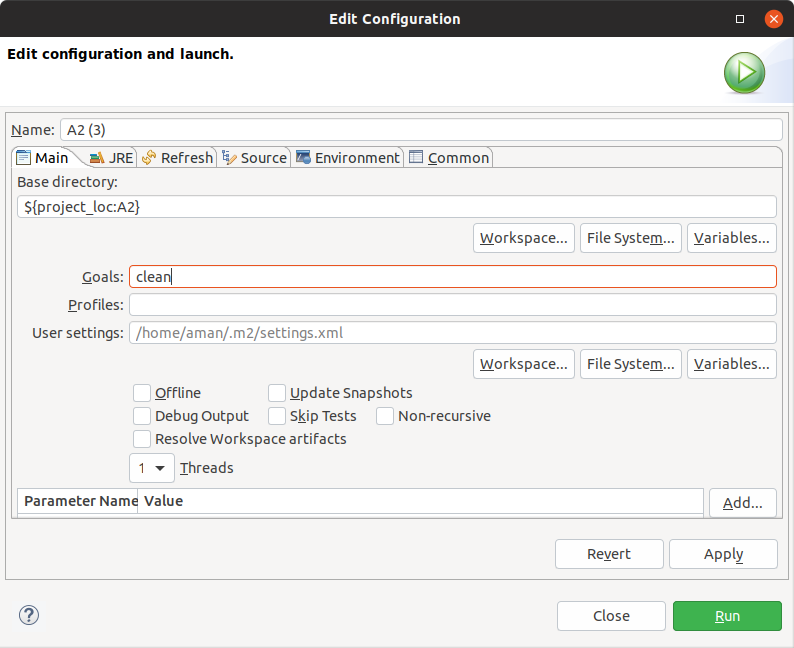 Edit Configuration
Edit configuration and launch.
Name: A2 (3)
Main JRE Refresh Source Environment Common
Base directory:
${project_loc:A2}
Workspace... File System... Variables...
Goals: clean
Profiles:
User settings: /home/aman/.m2/settings.xml
Workspace... File System... Variables...
Offline Update Snapshots
Debug Output Skip Tests Non-recursive
Resolve Workspace artifacts
1 Threads
Parameter Name Value Add...
Revert Apply
? Close Run